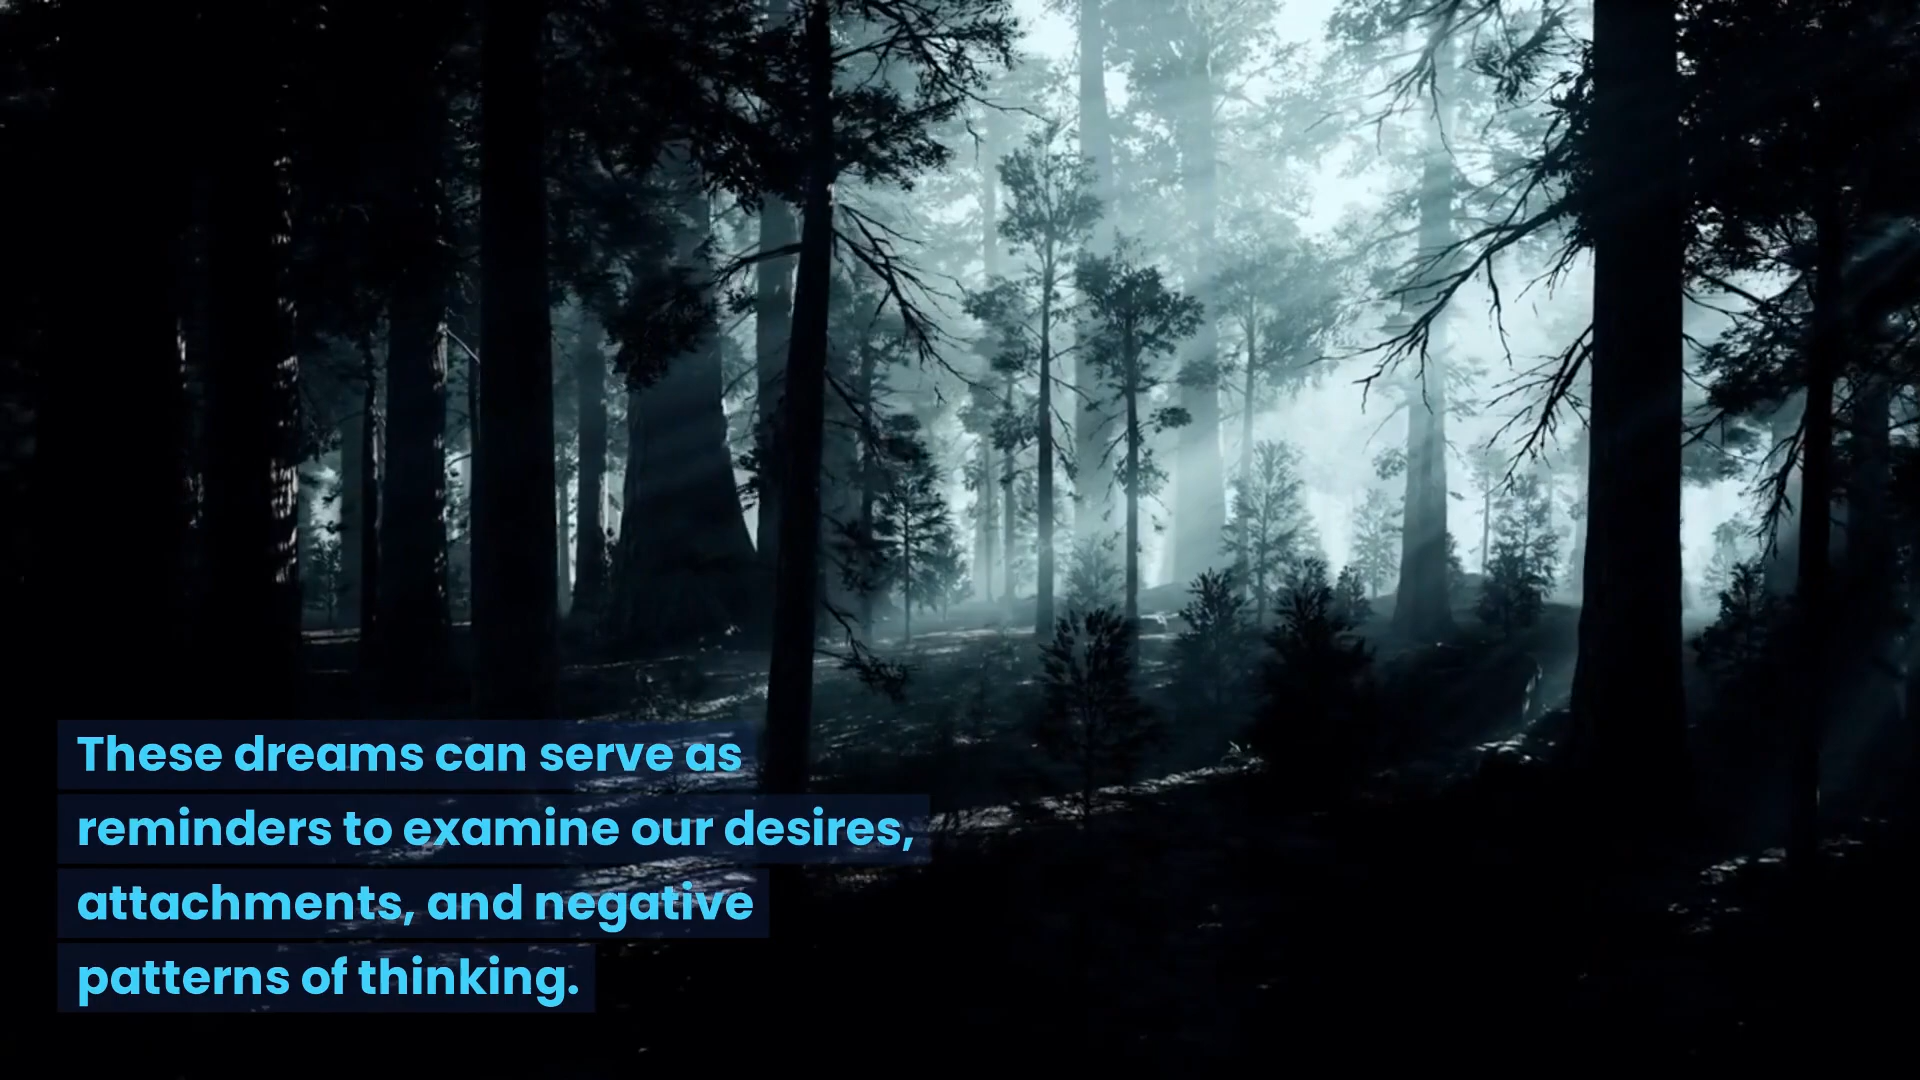 These dreams can serve as
reminders to examine our desires,
attachments, and negative
patterns of thinking.